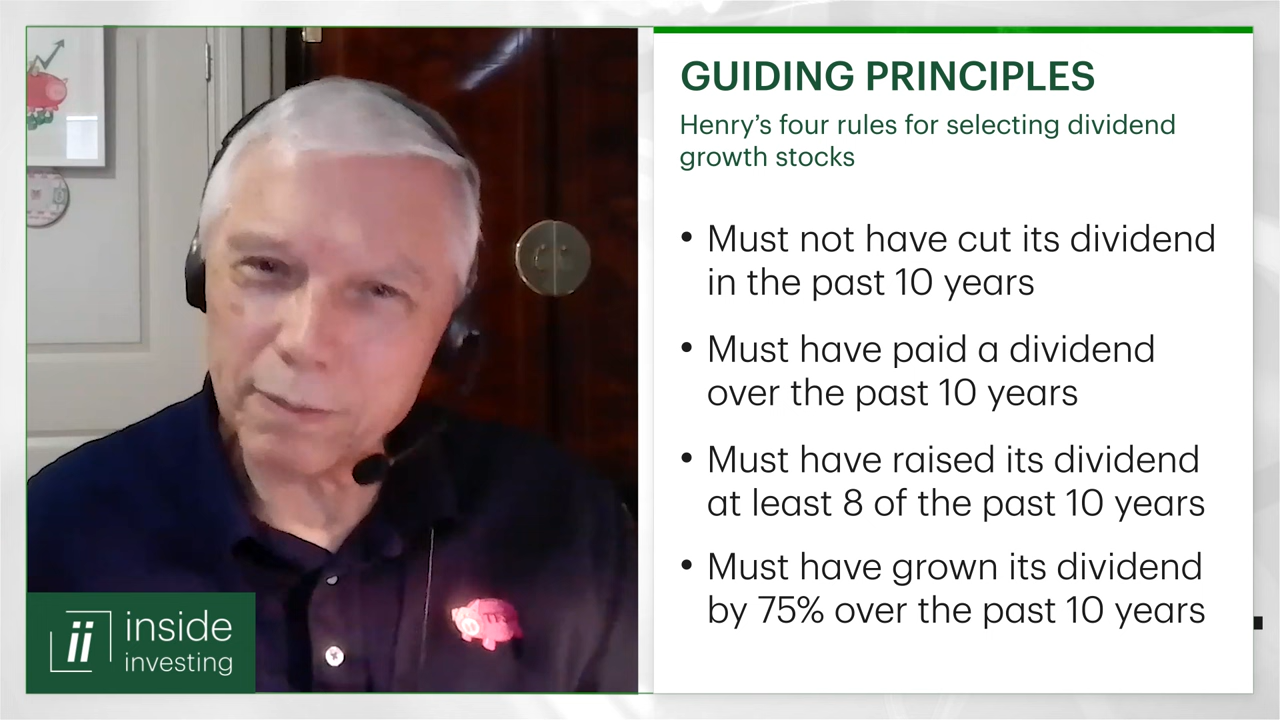 GUIDING PRINCIPLES
Henry's four rules for selecting dividend
growth stocks
• Must not have cut its dividend
in the past 10 years
• Must have paid a dividend
over the past 10 years
• Must have raised its dividend
at least 8 of the past 10 years
• Must have grown its dividend
by 75% over the past 10 years
ii inside
investing